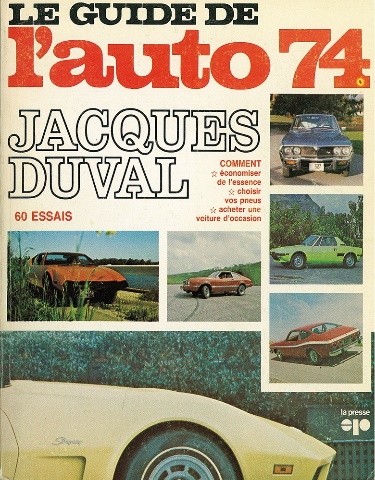 LE GUIDE DE
l'auto 74
JACQUES
DUVAL
60 ESSAIS
COMMENT
☆ économiser
de l'essence
☆ choisir
vos pneus
☆ acheter une
voiture d'occasion
Stingray
la presse